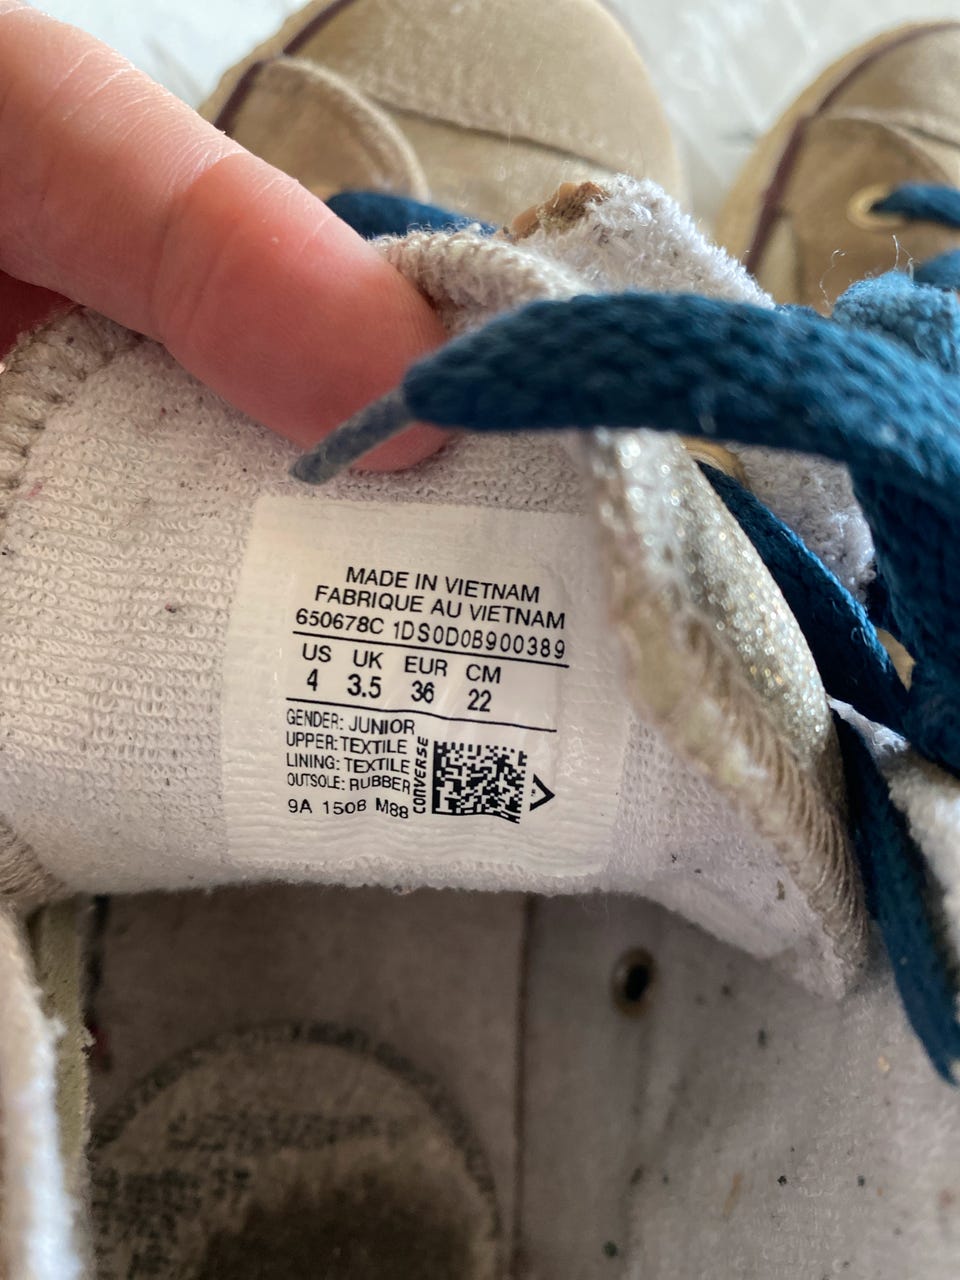 MADE IN VIETNAM
FABRIQUE AU VIETNAM
650678C 1DS0D0B900389
US UK EUR CM
4 3.5 36 22
GENDER: JUNIOR
UPPER: TEXTILE
LINING: TEXTILE
OUTSOLE: RUBBER
9A 150B M88
CONVERSE